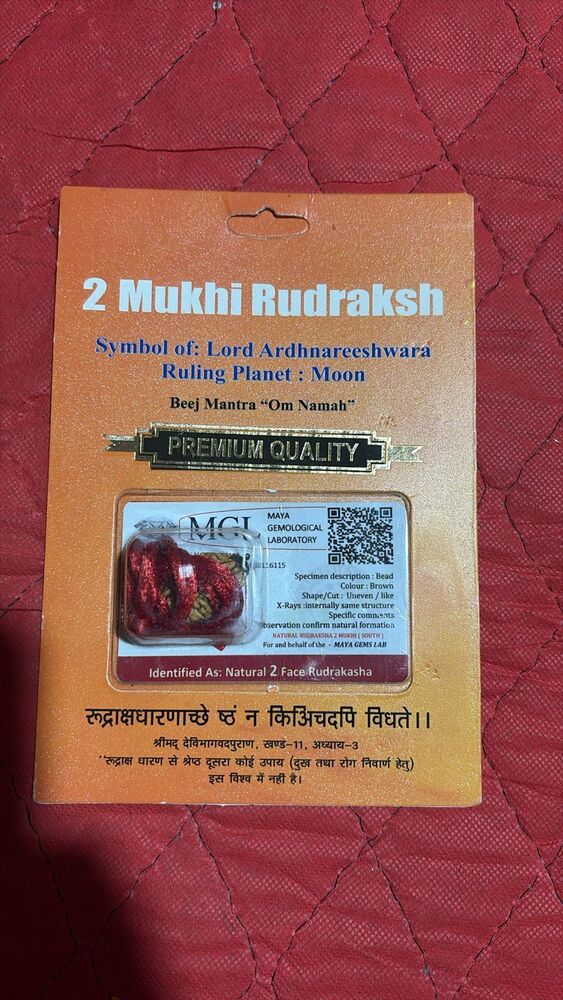 2 Mukhi Rudraksh
Symbol of: Lord Ardhnareeshwara
Ruling Planet : Moon
Beej Mantra “Om Namah”
PREMIUM QUALITY
MGL
MAYA
GEMOLOGICAL
LABORATORY
6115
Specimen description : Bead
Colour : Brown
Shape/Cut : Uneven / like
X-Rays :internally same structure
Specific comments
bservation confirm natural formation
NATURAL RUDRAKSHA 2 MUKHI ( SOUTH )
For and behalf of the - MAYA GEMS LAB
Identified As: Natural 2 Face Rudrakasha
रूद्राक्षधारणाच्छे ष्ठं न किञ्चिदपि विधते।।
श्रीमद् देविभागवदपुराण, खण्ड-11, अध्याय-3
"रूद्राक्ष धारण से श्रेष्ठ दूसरा कोई उपाय (दुख तथा रोग निवार्ण हेतु)
इस विश्व में नहीं है।